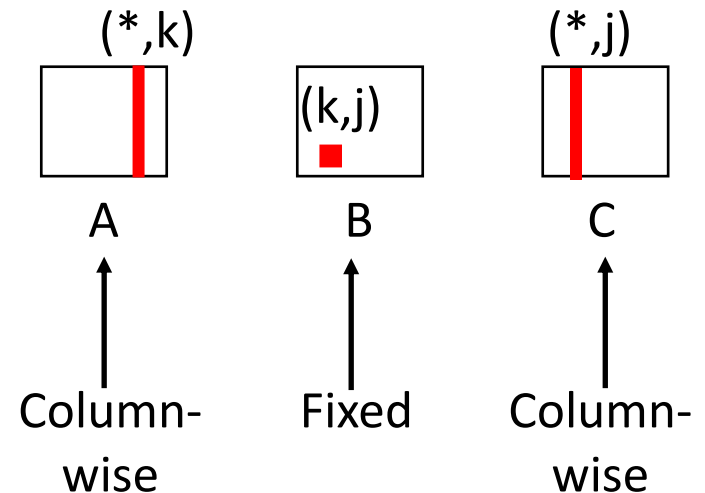 (*,k)
(*,j)
(k,j)
A
B
C
Column-
wise
Fixed
Column-
wise